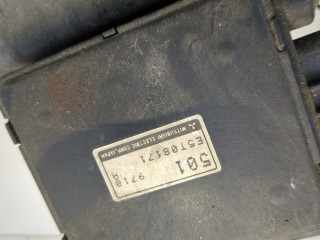 MITSUBISHI ELECTRIC CORP. JAPAN
E5T08171
501 9710